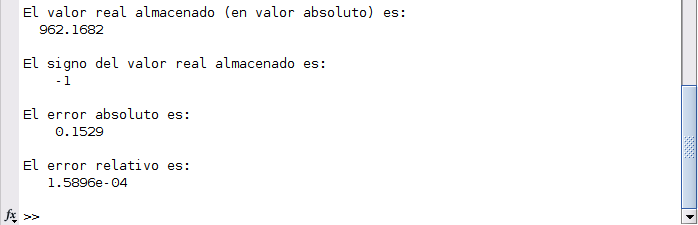 El valor real almacenado (en valor absoluto) es:
962.1682
El signo del valor real almacenado es:
-1
El error absoluto es:
0.1529
El error relativo es:
1.5896e-04
fx >>